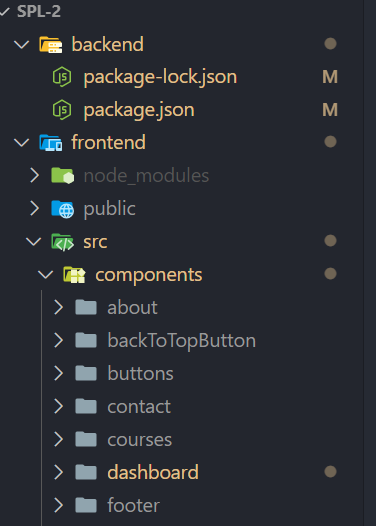 SPL-2
backend
package-lock.json M
package.json M
frontend
node_modules
public
src
components
about
backToTopButton
buttons
contact
courses
dashboard
footer